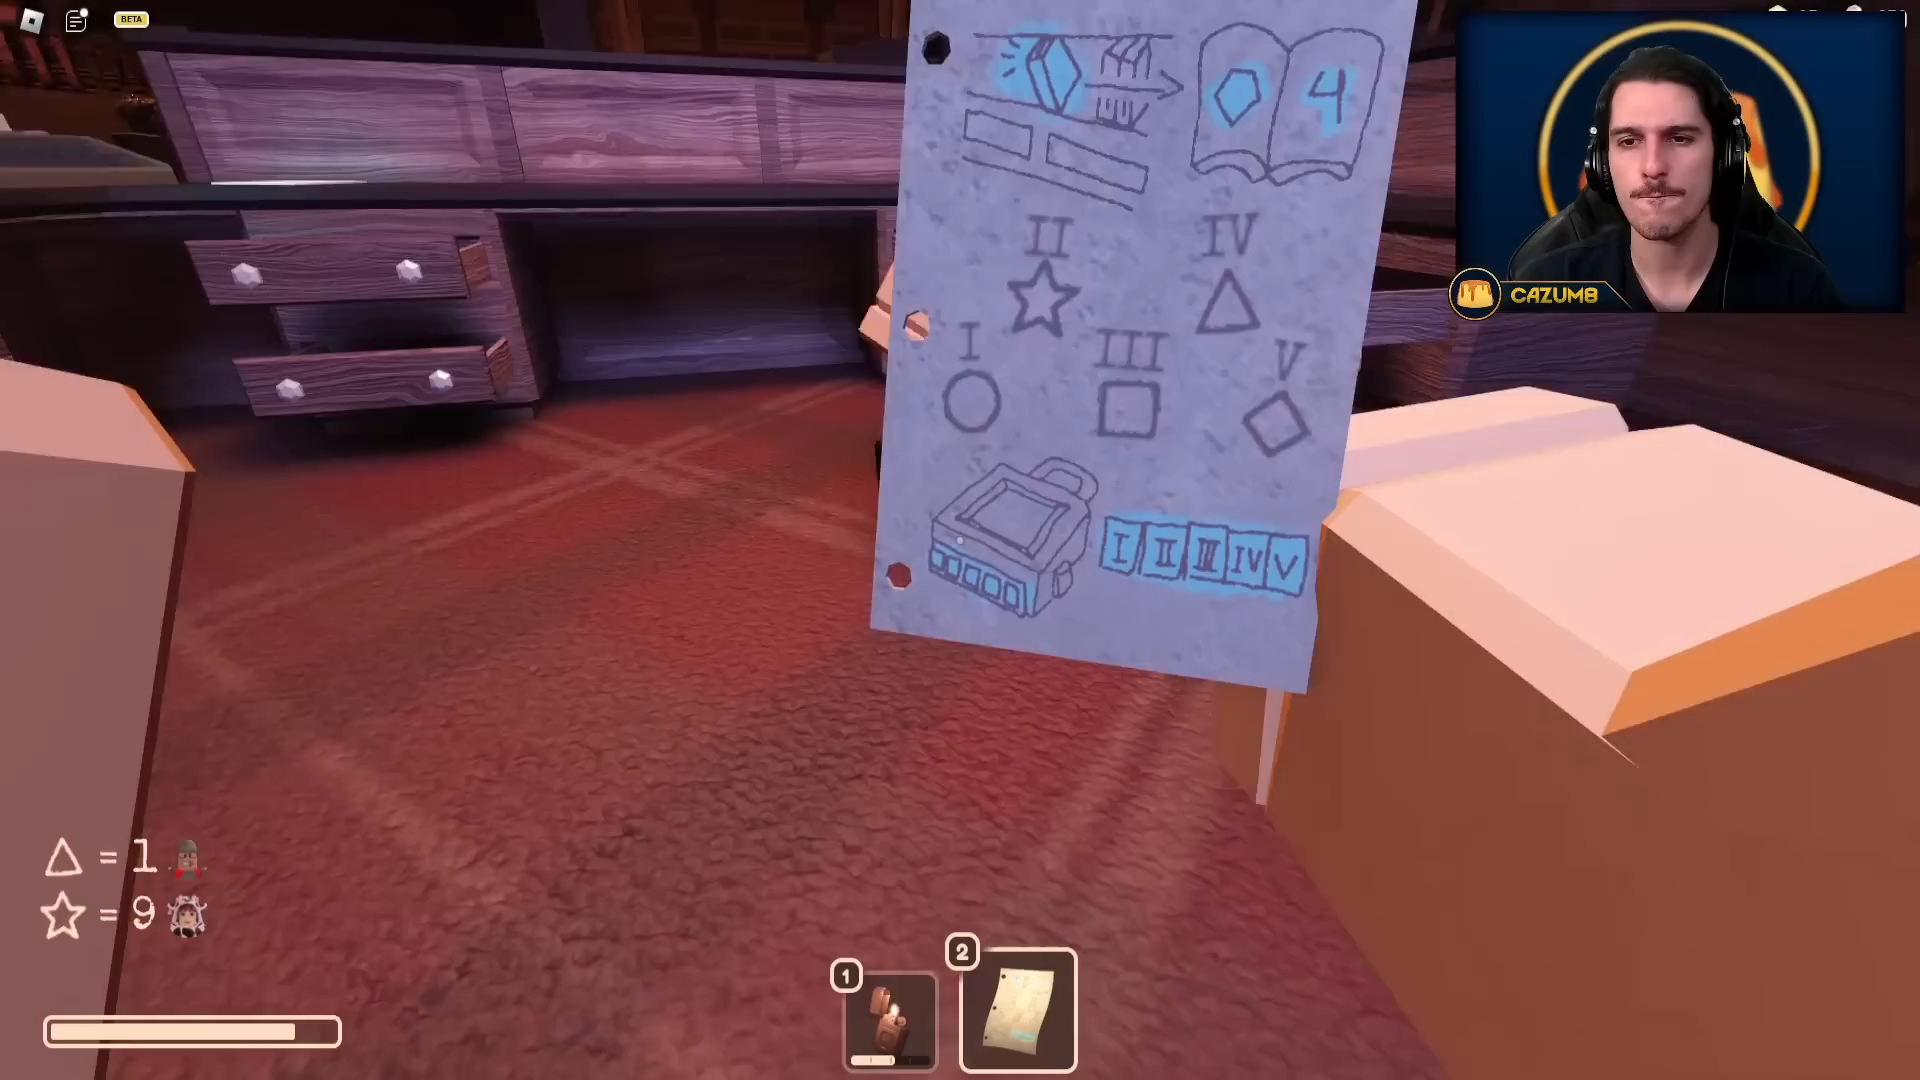 BETA
4
II IV
I III V
I II III IV V
CAZUM8
= 1
= 9
1
2